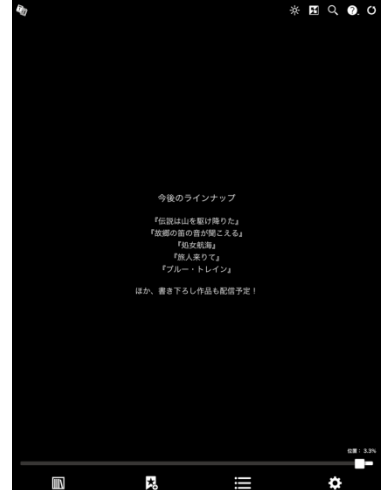 今後のラインナップ
『伝説は山を駆け降りた』
『故郷の笛の音が聞こえる』
『処女航海』
『旅人来りて』
『ブルー・トレイン』
ほか、書き下ろし作品も配信予定！
位置： 3.3%